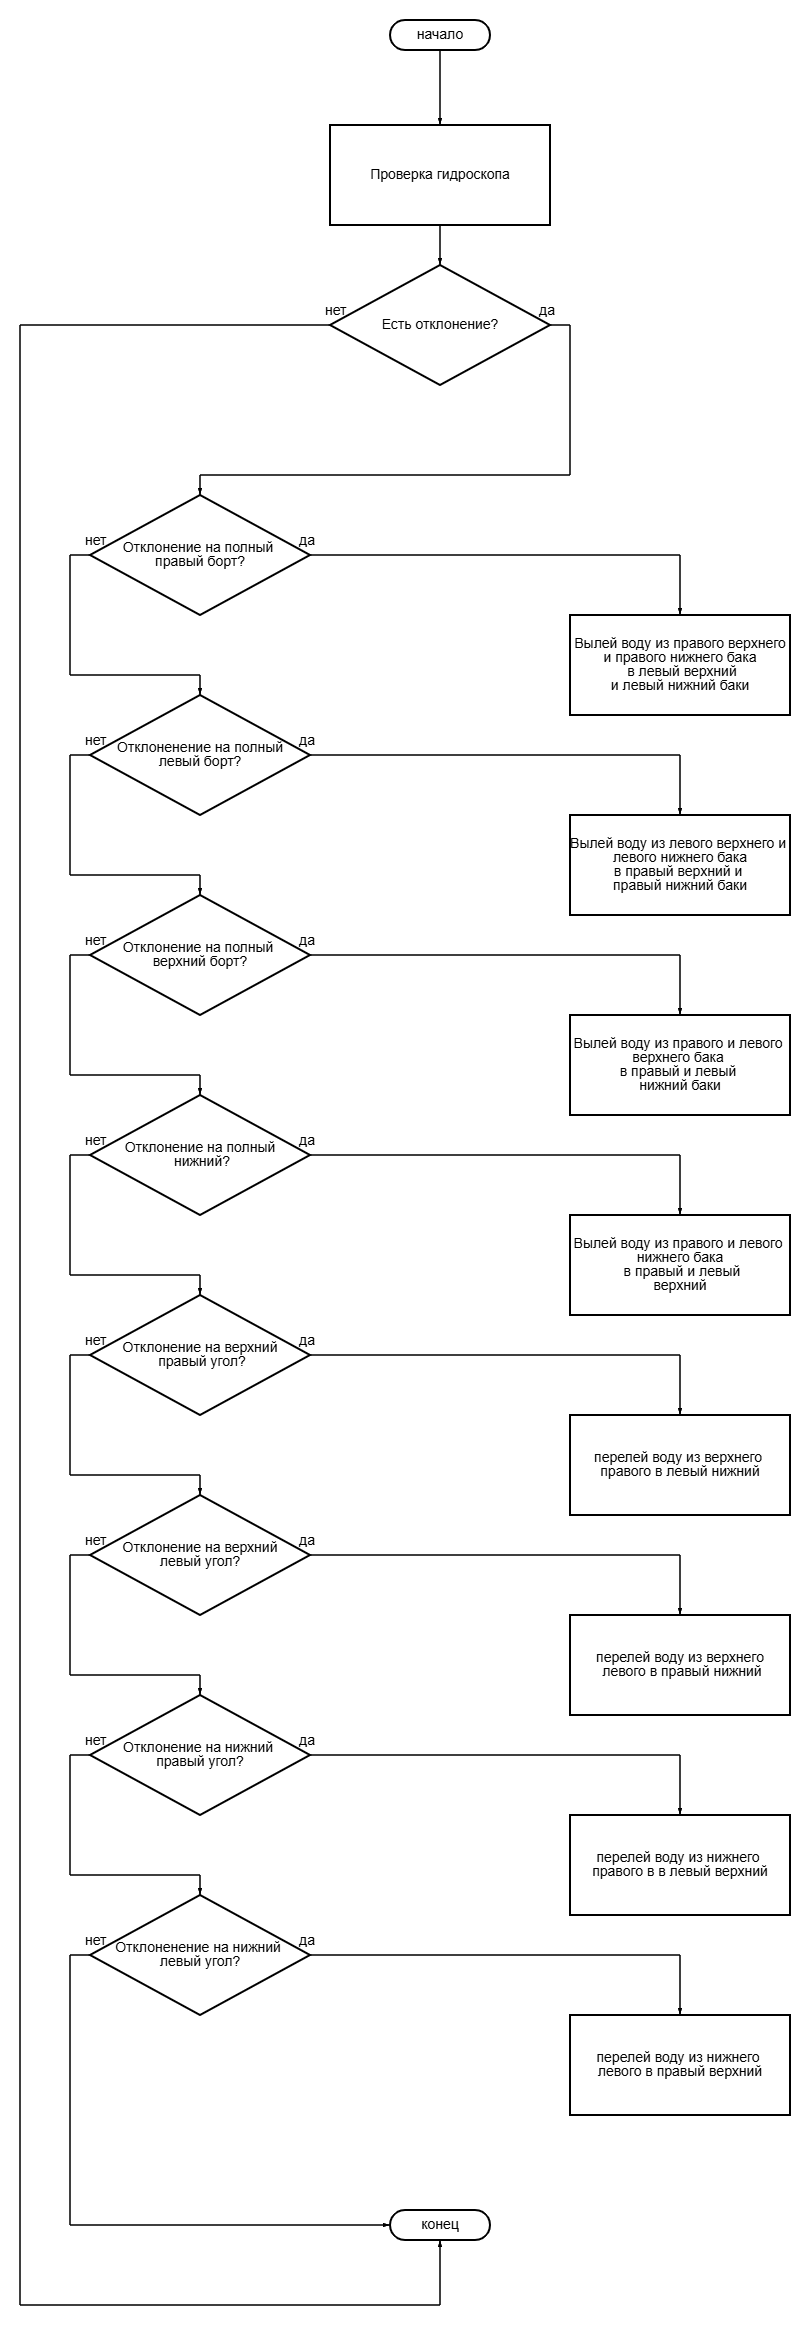 начало
Проверка гидроскопа
нет
да
Есть отклонение?
нет
да
Отклонение на полный
правый борт?
Вылей воду из правого верхнего
и правого нижнего бака
в левый верхний
и левый нижний баки
нет
да
Отклоненение на полный
левый борт?
Вылей воду из левого верхнего и
левого нижнего бака
в правый верхний и
правый нижний баки
нет
да
Отклонение на полный
верхний борт?
Вылей воду из правого и левого
верхнего бака
в правый и левый
нижний баки
нет
да
Отклонение на полный
нижний?
Вылей воду из правого и левого
нижнего бака
в правый и левый
верхний
нет
да
Отклонение на верхний
правый угол?
перелей воду из верхнего
правого в левый нижний
нет
да
Отклонение на верхний
левый угол?
перелей воду из верхнего
левого в правый нижний
нет
да
Отклонение на нижний
правый угол?
перелей воду из нижнего
правого в в левый верхний
нет
да
Отклоненение на нижний
левый угол?
перелей воду из нижнего
левого в правый верхний
конец